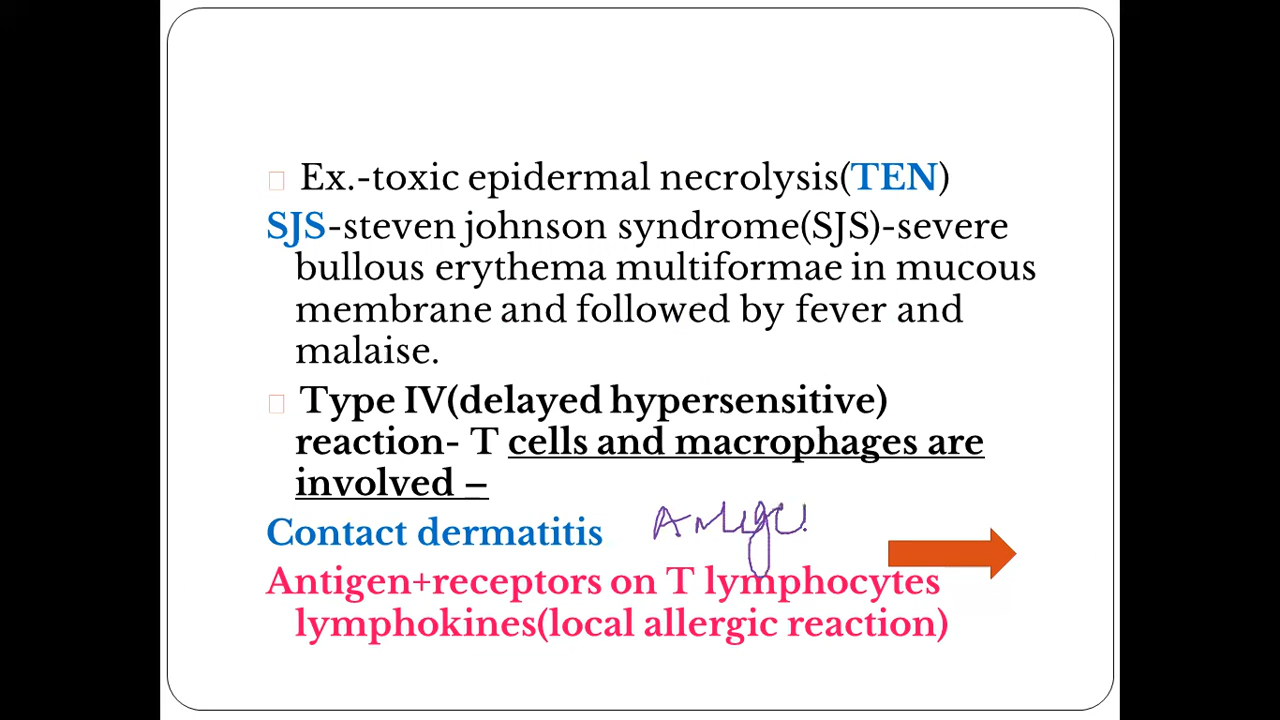 Ex.-toxic epidermal necrolysis(TEN)
SJS-steven johnson syndrome(SJS)-severe
bullous erythema multiformae in mucous
membrane and followed by fever and
malaise.
Type IV(delayed hypersensitive)
reaction- T cells and macrophages are
involved –
Contact dermatitis
Antigen+receptors on T lymphocytes
lymphokines(local allergic reaction)